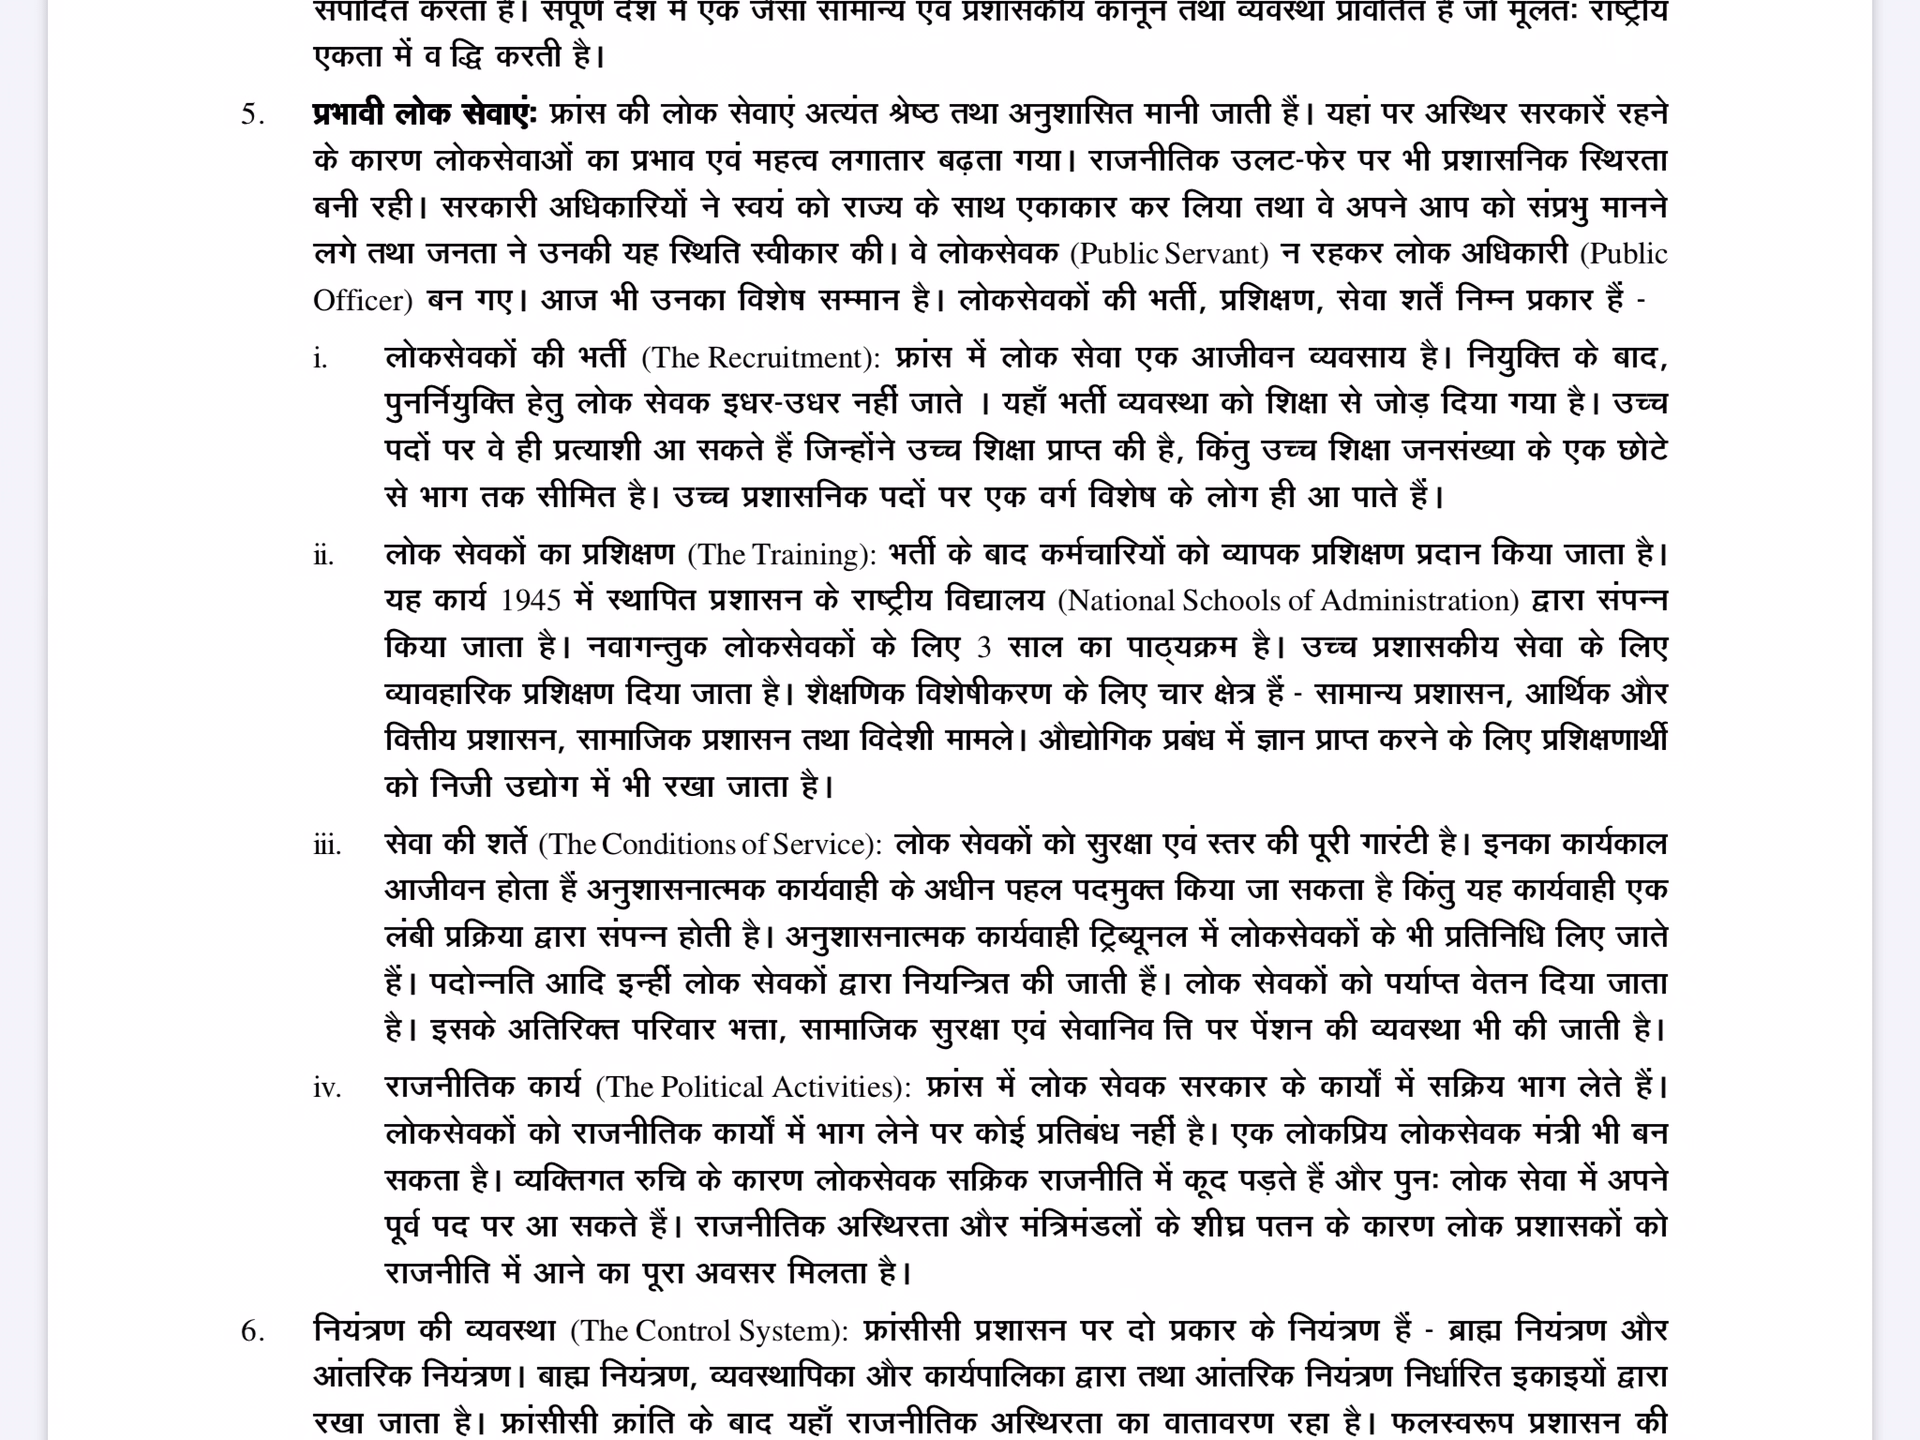 संपादित करता है। संपूर्ण देश में एक जैसा सामान्य एवं प्रशासकीय कानून तथा व्यवस्था प्रावर्तित है जो मूलतः राष्ट्रीय
एकता में व द्धि करती है।
5. प्रभावी लोक सेवाएं: फ्रांस की लोक सेवाएं अत्यंत श्रेष्ठ तथा अनुशासित मानी जाती हैं। यहां पर अस्थिर सरकारें रहने
के कारण लोकसेवाओं का प्रभाव एवं महत्व लगातार बढ़ता गया। राजनीतिक उलट-फेर पर भी प्रशासनिक स्थिरता
बनी रही। सरकारी अधिकारियों ने स्वयं को राज्य के साथ एकाकार कर लिया तथा वे अपने आप को संप्रभु मानने
लगे तथा जनता ने उनकी यह स्थिति स्वीकार की। वे लोकसेवक (Public Servant) न रहकर लोक अधिकारी (Public
Officer) बन गए। आज भी उनका विशेष सम्मान है। लोकसेवकों की भर्ती, प्रशिक्षण, सेवा शर्तें निम्न प्रकार हैं -
i. लोकसेवकों की भर्ती (The Recruitment): फ्रांस में लोक सेवा एक आजीवन व्यवसाय है। नियुक्ति के बाद,
पुनर्नियुक्ति हेतु लोक सेवक इधर-उधर नहीं जाते । यहाँ भर्ती व्यवस्था को शिक्षा से जोड़ दिया गया है। उच्च
पदों पर वे ही प्रत्याशी आ सकते हैं जिन्होंने उच्च शिक्षा प्राप्त की है, किंतु उच्च शिक्षा जनसंख्या के एक छोटे
से भाग तक सीमित है। उच्च प्रशासनिक पदों पर एक वर्ग विशेष के लोग ही आ पाते हैं।
ii. लोक सेवकों का प्रशिक्षण (The Training): भर्ती के बाद कर्मचारियों को व्यापक प्रशिक्षण प्रदान किया जाता है।
यह कार्य 1945 में स्थापित प्रशासन के राष्ट्रीय विद्यालय (National Schools of Administration) द्वारा संपन्न
किया जाता है। नवागन्तुक लोकसेवकों के लिए 3 साल का पाठ्यक्रम है। उच्च प्रशासकीय सेवा के लिए
व्यावहारिक प्रशिक्षण दिया जाता है। शैक्षणिक विशेषीकरण के लिए चार क्षेत्र हैं - सामान्य प्रशासन, आर्थिक और
वित्तीय प्रशासन, सामाजिक प्रशासन तथा विदेशी मामले। औद्योगिक प्रबंध में ज्ञान प्राप्त करने के लिए प्रशिक्षणार्थी
को निजी उद्योग में भी रखा जाता है।
iii. सेवा की शर्ते (The Conditions of Service): लोक सेवकों को सुरक्षा एवं स्तर की पूरी गारंटी है। इनका कार्यकाल
आजीवन होता हैं अनुशासनात्मक कार्यवाही के अधीन पहल पदमुक्त किया जा सकता है किंतु यह कार्यवाही एक
लंबी प्रक्रिया द्वारा संपन्न होती है। अनुशासनात्मक कार्यवाही ट्रिब्यूनल में लोकसेवकों के भी प्रतिनिधि लिए जाते
हैं। पदोन्नति आदि इन्हीं लोक सेवकों द्वारा नियन्त्रित की जाती हैं। लोक सेवकों को पर्याप्त वेतन दिया जाता
है। इसके अतिरिक्त परिवार भत्ता, सामाजिक सुरक्षा एवं सेवानिव त्ति पर पेंशन की व्यवस्था भी की जाती है।
iv. राजनीतिक कार्य (The Political Activities): फ्रांस में लोक सेवक सरकार के कार्यों में सक्रिय भाग लेते हैं।
लोकसेवकों को राजनीतिक कार्यों में भाग लेने पर कोई प्रतिबंध नहीं है। एक लोकप्रिय लोकसेवक मंत्री भी बन
सकता है। व्यक्तिगत रुचि के कारण लोकसेवक सक्रिक राजनीति में कूद पड़ते हैं और पुनः लोक सेवा में अपने
पूर्व पद पर आ सकते हैं। राजनीतिक अस्थिरता और मंत्रिमंडलों के शीघ्र पतन के कारण लोक प्रशासकों को
राजनीति में आने का पूरा अवसर मिलता है।
6. नियंत्रण की व्यवस्था (The Control System): फ्रांसीसी प्रशासन पर दो प्रकार के नियंत्रण हैं - ब्राह्म नियंत्रण और
आंतरिक नियंत्रण। बाह्म नियंत्रण, व्यवस्थापिका और कार्यपालिका द्वारा तथा आंतरिक नियंत्रण निर्धारित इकाइयों द्वारा
रखा जाता है। फ्रांसीसी क्रांति के बाद यहाँ राजनीतिक अस्थिरता का वातावरण रहा है। फलस्वरूप प्रशासन की